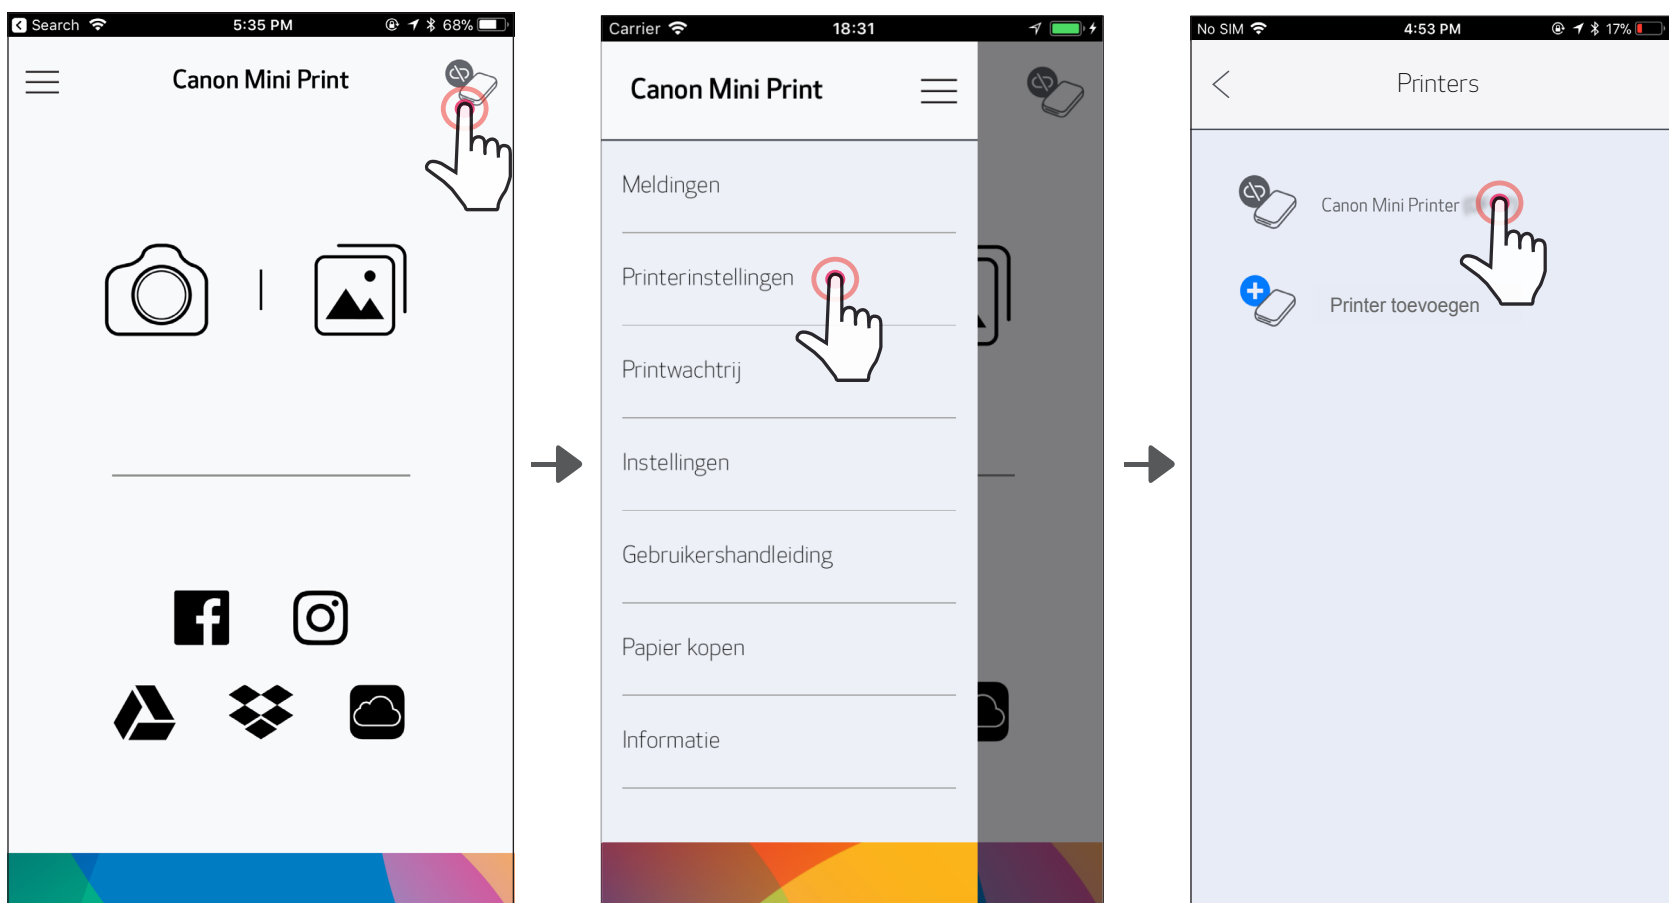 Search 5:35 PM 68%
Canon Mini Print
Carrier 18:31
Canon Mini Print
Meldingen
Printerinstellingen
Printwachtrij
Instellingen
Gebruikershandleiding
Papier kopen
Informatie
No SIM 4:53 PM 17%
Printers
Canon Mini Printer
Printer toevoegen